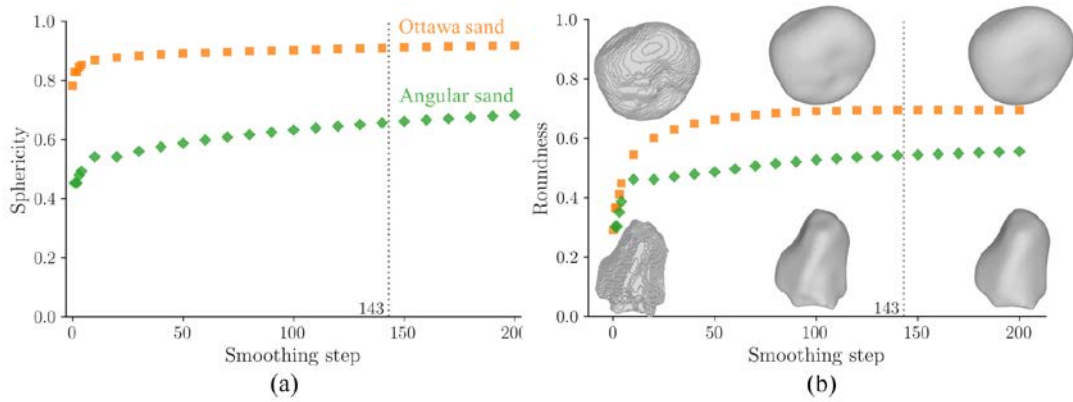 1.0
0.8
0.6
0.4
0.2
0.0
Sphericity
Ottawa sand
Angular sand
143
0 50 100 150 200
Smoothing step
(a)
1.0
0.8
0.6
0.4
0.2
0.0
Roundness
143
0 50 100 150 200
Smoothing step
(b)